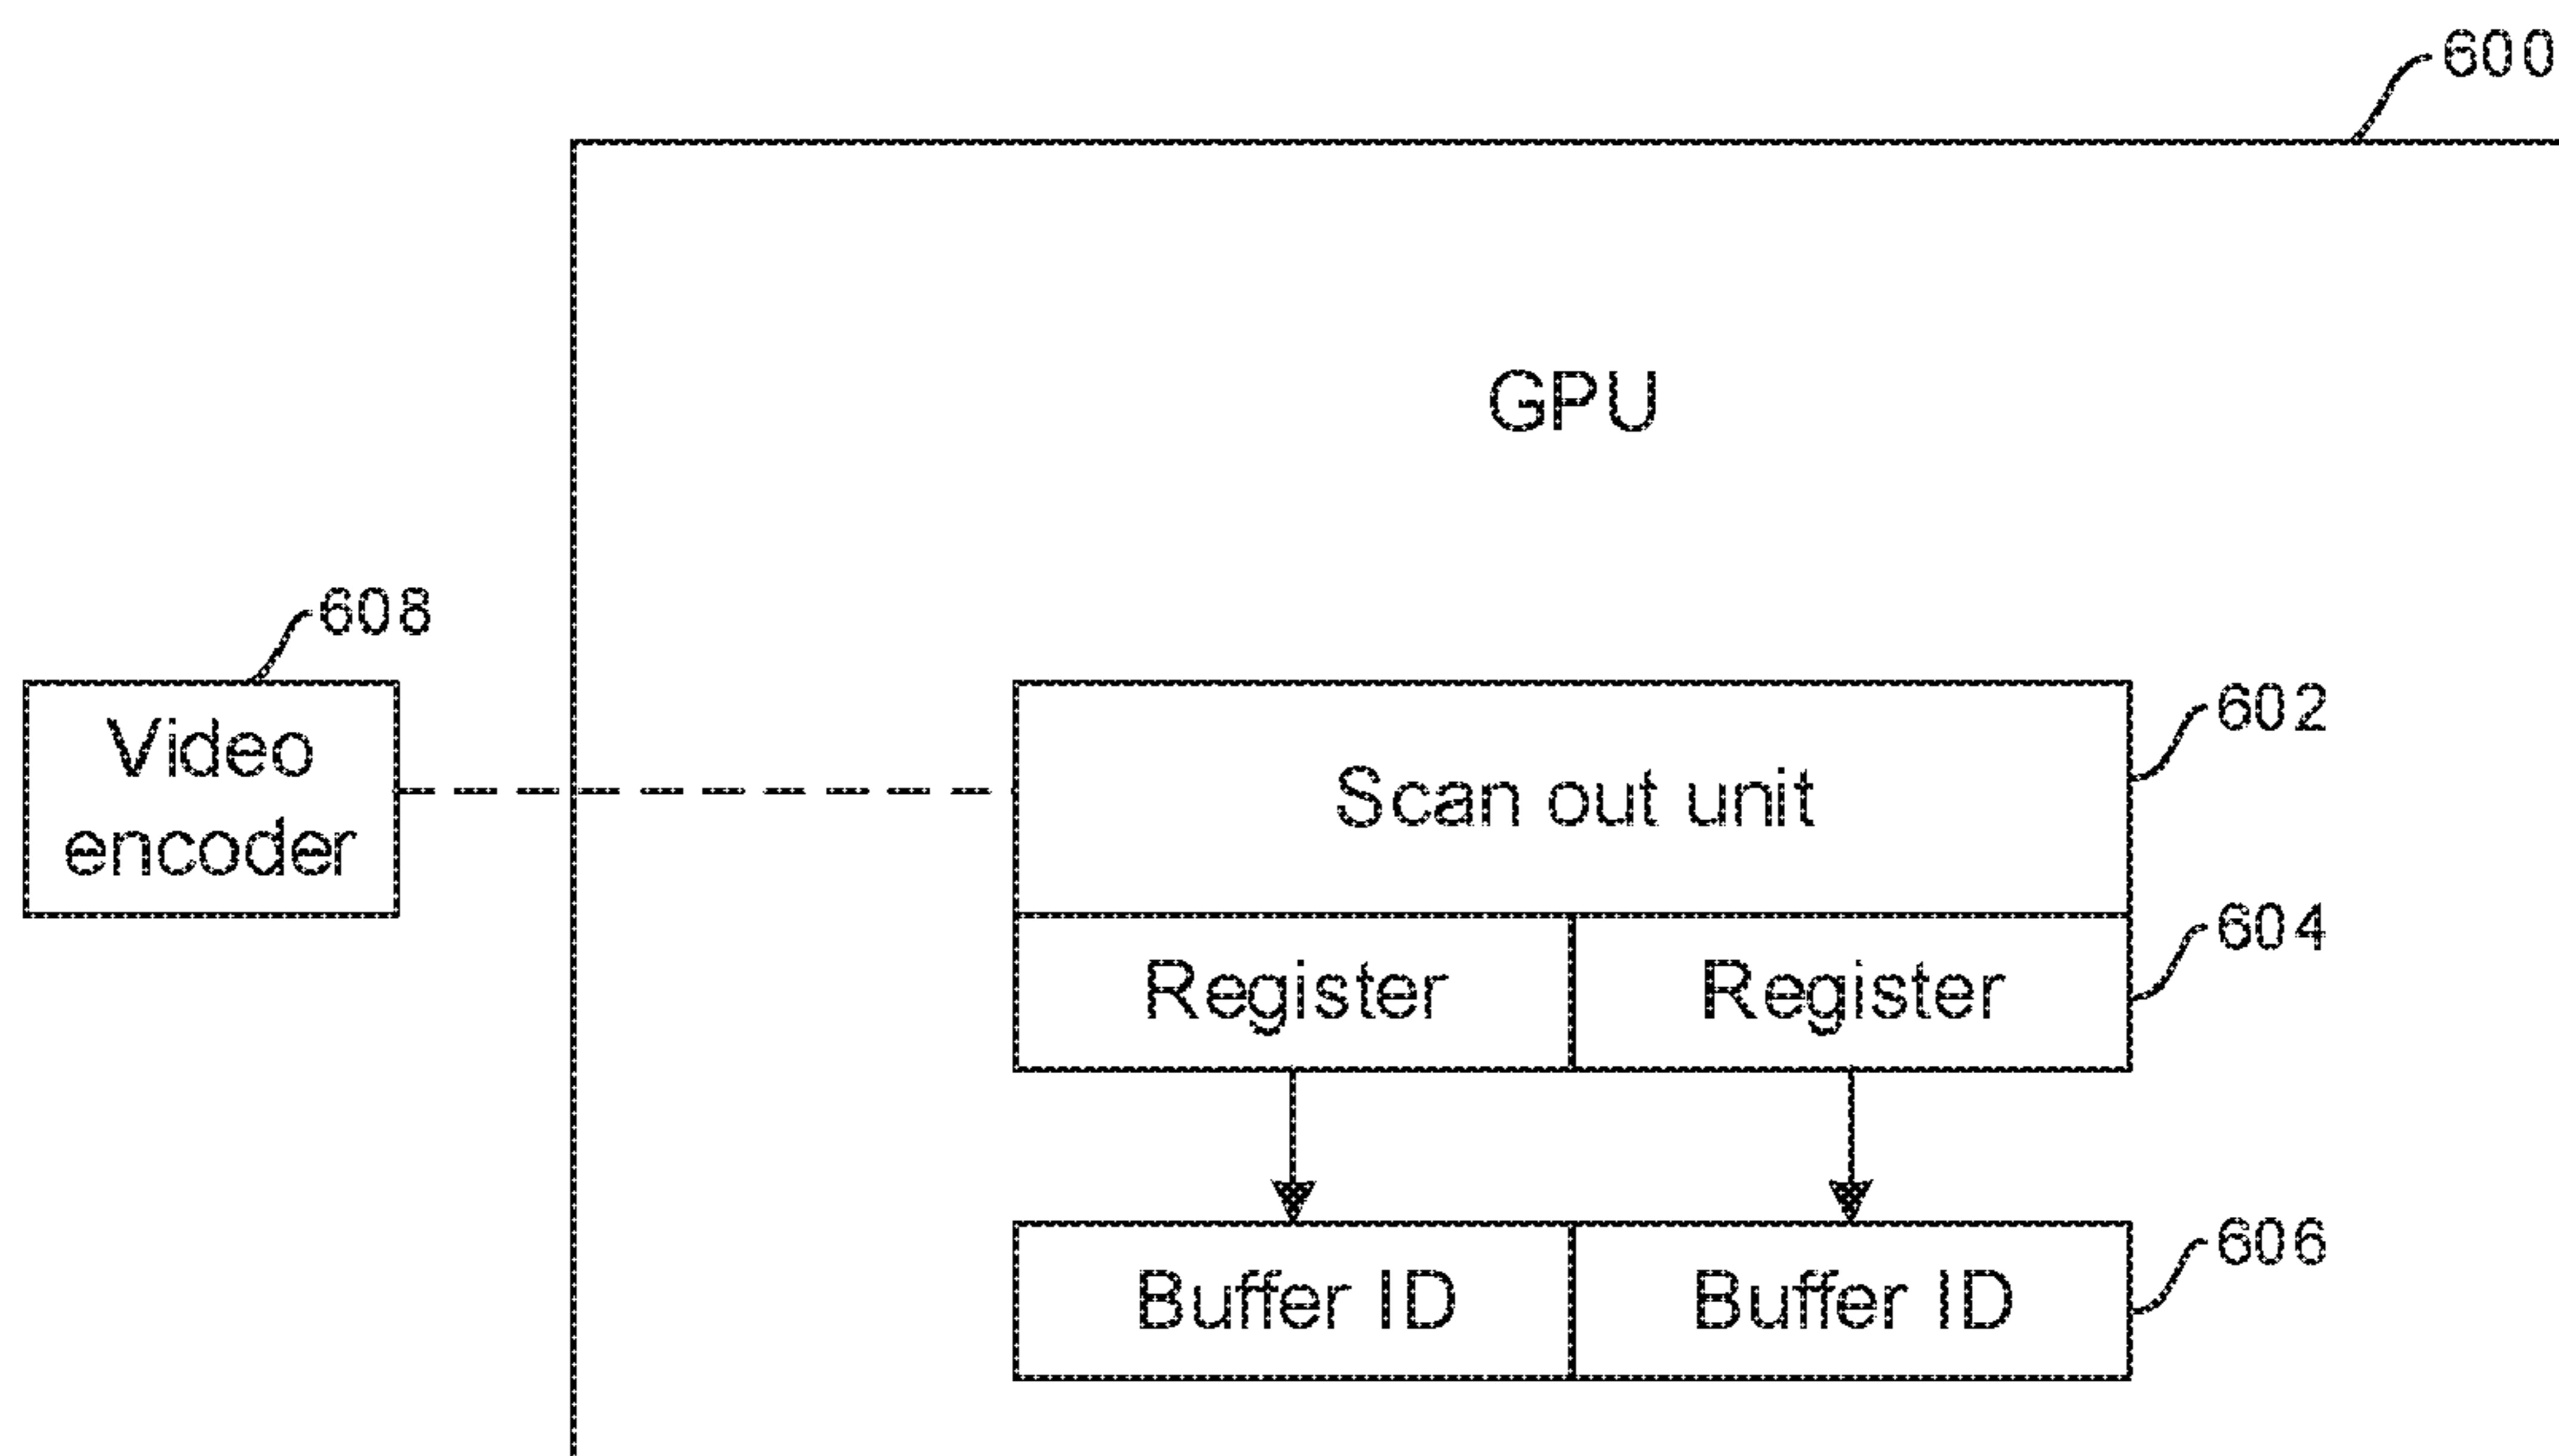 600
GPU
608
Video
encoder
602
Scan out unit
604
Register Register
606
Buffer ID Buffer ID